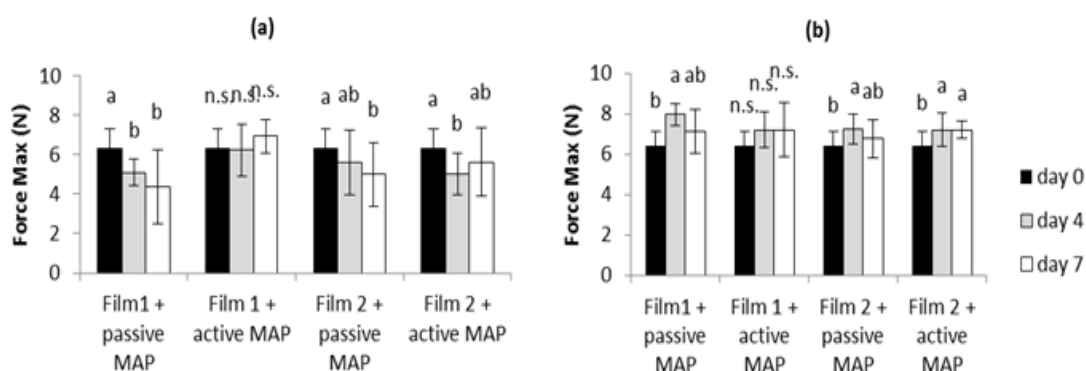 (a)
Force Max (N)
10
8
6
4
2
0
a
b
b
n.s.
n.s.
n.s.
a
ab
b
a
b
ab
Film1 +
passive
MAP
Film 1 +
active MAP
Film 2 +
passive
MAP
Film 2 +
active MAP
(b)
Force Max (N)
10
8
6
4
2
0
b
a
ab
n.s.
n.s.
n.s.
b
a
ab
b
a
a
Film1 +
passive
MAP
Film 1 +
active
MAP
Film 2 +
passive
MAP
Film 2 +
active
MAP
day 0
day 4
day 7